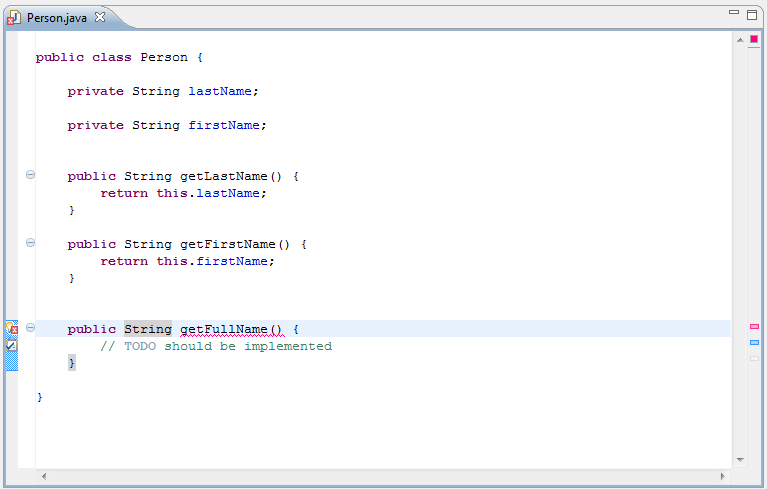 Person.java
public class Person {
private String lastName;
private String firstName;
public String getLastName() {
return this.lastName;
}
public String getFirstName() {
return this.firstName;
}
public String getFullName() {
// TODO should be implemented
}
}